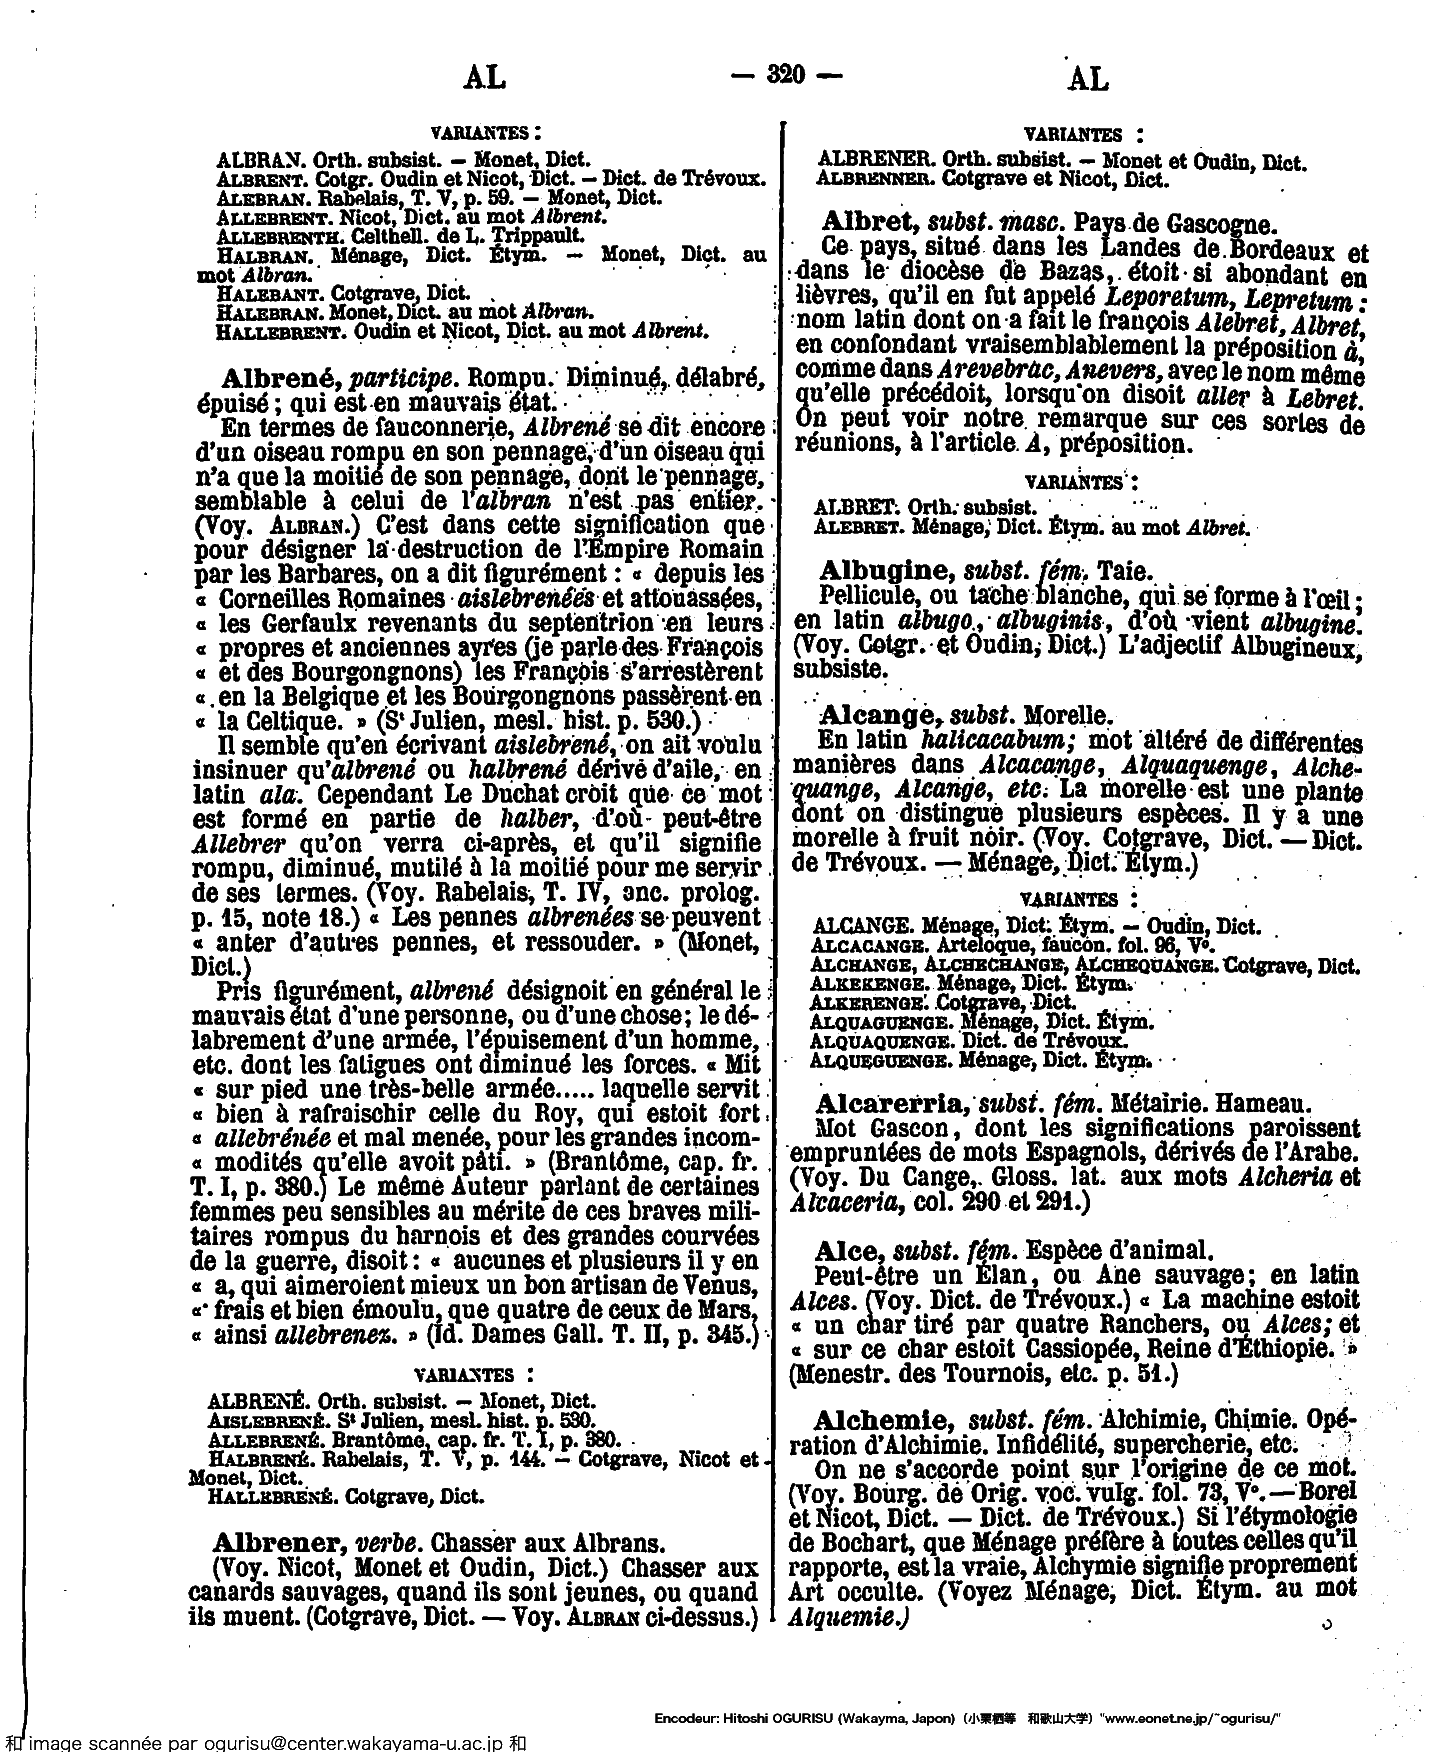 AL
— 320 —
AL
VARIANTES :
ALBRAN. Orth. subsist. — Monet, Dict.
ALBRENT. Cotgr. Oudin et Nicot, Dict. — Dict. de Trévoux.
ALEBRAN. Rabelais, T. V, p. 59. — Monet, Dict.
ALLEBRENT. Nicot, Dict. au mot Albrent.
ALLEBRENTH. Celthell. de L. Trippault.
HALBRAN. Ménage, Dict. Étym. — Monet, Dict. au
mot Albran.
HALEBANT. Cotgrave, Dict.
HALEBRAN. Monet, Dict. au mot Albran.
HALLEBRENT. Oudin et Nicot, Dict. au mot Albrent.
Albrené, participe. Rompu. Diminué, délabré,
épuisé ; qui est en mauvais état.
En termes de fauconnerie, Albrené se dit encore
d'un oiseau rompu en son pennage, d'un oiseau qui
n'a que la moitié de son pennage, dont le pennage,
semblable à celui de l'albran n'est pas entier.
(Voy. ALBRAN.) C'est dans cette signification que
pour désigner la destruction de l'Empire Romain
par les Barbares, on a dit figurément : « depuis les
« Corneilles Romaines aislebrenées et attouassées,
« les Gerfaulx revenants du septentrion en leurs
« propres et anciennes ayres (je parle des François
« et des Bourgongnons) les François s'arrestèrent
« en la Belgique et les Bourgongnons passèrent en
« la Celtique. » (St Julien, mesl. hist. p. 530.)
Il semble qu'en écrivant aislebrené, on ait voulu
insinuer qu'albrené ou halbrené dérive d'aile, en
latin ala. Cependant Le Duchat croit que ce mot
est formé en partie de halber, d'où peut-être
Allebrer qu'on verra ci-après, et qu'il signifie
rompu, diminué, mutilé à la moitié pour me servir
de ses termes. (Voy. Rabelais, T. IV, anc. prolog.
p. 15, note 18.) « Les pennes albrenées se peuvent
« anter d'autres pennes, et ressouder. » (Monet,
Dict.)
Pris figurément, albrené désignoit en général le
mauvais état d'une personne, ou d'une chose; le dé-
labrement d'une armée, l'épuisement d'un homme,
etc. dont les fatigues ont diminué les forces. « Mit
« sur pied une très-belle armée..... laquelle servit
« bien à rafraischir celle du Roy, qui estoit fort
« allebrénée et mal menée, pour les grandes incom-
« modités qu'elle avoit pâti. » (Brantôme, cap. fr.
T. I, p. 380.) Le même Auteur parlant de certaines
femmes peu sensibles au mérite de ces braves mili-
taires rompus du harnois et des grandes courvées
de la guerre, disoit : « aucunes et plusieurs il y en
« a, qui aimeroient mieux un bon artisan de Venus,
« frais et bien émoulu, que quatre de ceux de Mars,
« ainsi allebrenez. » (Id. Dames Gall. T. II, p. 345.)
VARIANTES :
ALBRENÉ. Orth. subsist. — Monet, Dict.
AISLEBRENÉ. St Julien, mesl. hist. p. 530.
ALLEBRENÉ. Brantôme, cap. fr. T. I, p. 380.
HALBRENÉ. Rabelais, T. V, p. 144. — Cotgrave, Nicot et
Monet, Dict.
HALLEBRENÉ. Cotgrave, Dict.
Albrener, verbe. Chasser aux Albrans.
(Voy. Nicot, Monet et Oudin, Dict.) Chasser aux
canards sauvages, quand ils sont jeunes, ou quand
ils muent. (Cotgrave, Dict. — Voy. ALBRAN ci-dessus.)
VARIANTES :
ALBRENER. Orth. subsist. — Monet et Oudin, Dict.
ALBRENNER. Cotgrave et Nicot, Dict.
Albret, subst. masc. Pays de Gascogne.
Ce pays, situé dans les Landes de Bordeaux et
dans le diocèse de Bazas, étoit si abondant en
lièvres, qu'il en fut appelé Leporetum, Lepretum :
nom latin dont on a fait le françois Alebret, Albret,
en confondant vraisemblablement la préposition à,
comme dans Arevebrac, Anevers, avec le nom même
qu'elle précédoit, lorsqu'on disoit aller à Lebret.
On peut voir notre remarque sur ces sortes de
réunions, à l'article A, préposition.
VARIANTES :
ALBRET. Orth. subsist.
ALEBRET. Ménage, Dict. Étym. au mot Albret.
Albugine, subst. fém. Taie.
Pellicule, ou tache blanche, qui se forme à l'œil ;
en latin albugo, albuginis, d'où vient albugine.
(Voy. Cotgr. et Oudin, Dict.) L'adjectif Albugineux,
subsiste.
Alcange, subst. Morelle.
En latin halicacabum; mot altéré de différentes
manières dans Alcacange, Alquaquenge, Alche-
quange, Alcange, etc. La morelle est une plante
dont on distingue plusieurs espèces. Il y a une
morelle à fruit noir. (Voy. Cotgrave, Dict. — Dict.
de Trévoux. — Ménage, Dict. Étym.)
VARIANTES :
ALCANGE. Ménage, Dict. Étym. — Oudin, Dict.
ALCACANGE. Arteloque, faucon. fol. 96, Vo.
ALCHANGE, ALCHECHANGE, ALCHEQUANGE. Cotgrave, Dict.
ALKEKENGE. Ménage, Dict. Étym.
ALKERENGE. Cotgrave, Dict.
ALQUAGUENGE. Ménage, Dict. Étym.
ALQUAQUENGE. Dict. de Trévoux.
ALQUEGUENGE. Ménage, Dict. Étym.
Alcarerria, subst. fém. Métairie. Hameau.
Mot Gascon, dont les significations paroissent
empruntées de mots Espagnols, dérivés de l'Arabe.
(Voy. Du Cange, Gloss. lat. aux mots Alcheria et
Alcaceria, col. 290 et 291.)
Alce, subst. fém. Espèce d'animal.
Peut-être un Élan, ou Ane sauvage; en latin
Alces. (Voy. Dict. de Trévoux.) « La machine estoit
« un char tiré par quatre Ranchers, ou Alces; et
« sur ce char estoit Cassiopée, Reine d'Ethiopie. »
(Menestr. des Tournois, etc. p. 51.)
Alchemie, subst. fém. Alchimie, Chimie. Opé-
ration d'Alchimie. Infidélité, supercherie, etc.
On ne s'accorde point sur l'origine de ce mot.
(Voy. Bourg. de Orig. voc. vulg. fol. 73, Vo. — Borel
et Nicot, Dict. — Dict. de Trévoux.) Si l'étymologie
de Bochart, que Ménage préfère à toutes celles qu'il
rapporte, est la vraie, Alchymie signifie proprement
Art occulte. (Voyez Ménage, Dict. Étym. au mot
Alquemie.)
Encodeur: Hitoshi OGURISU (Wakayma, Japon) (小栗栖等 和歌山大学) "www.eonet.ne.jp/~ogurisu/"
和 image scannée par ogurisu@center.wakayama-u.ac.jp 和